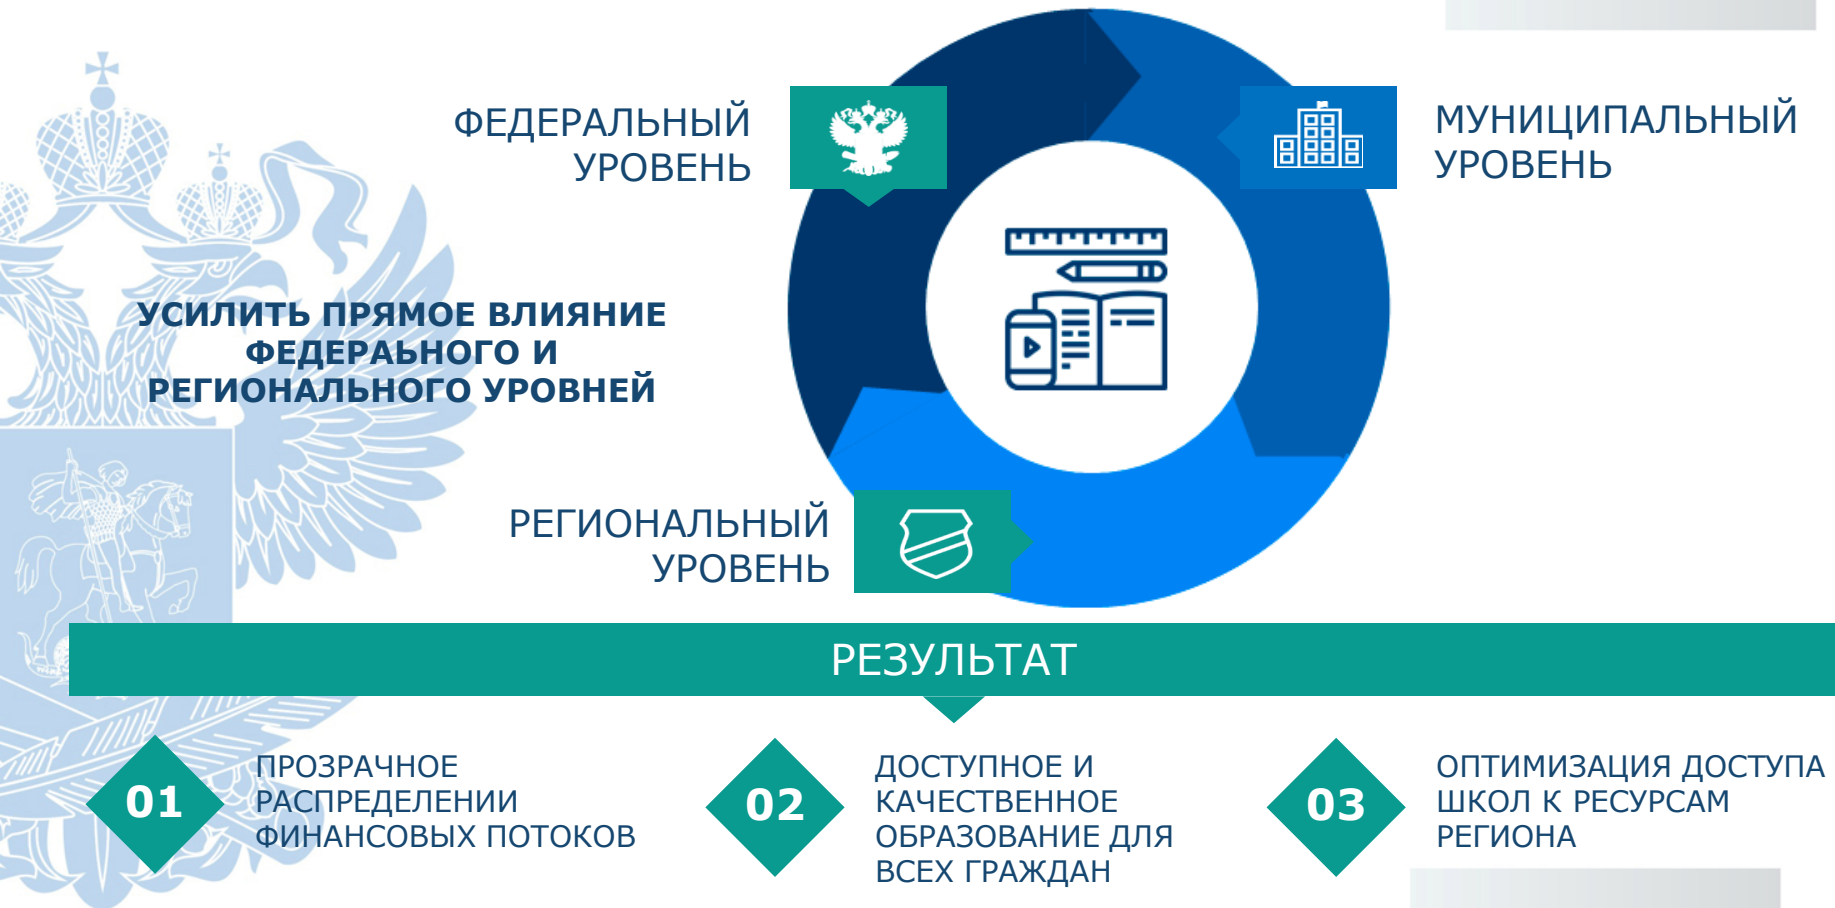 ФЕДЕРАЛЬНЫЙ
УРОВЕНЬ
МУНИЦИПАЛЬНЫЙ
УРОВЕНЬ
УСИЛИТЬ ПРЯМОЕ ВЛИЯНИЕ
ФЕДЕРАЬНОГО И
РЕГИОНАЛЬНОГО УРОВНЕЙ
РЕГИОНАЛЬНЫЙ
УРОВЕНЬ
РЕЗУЛЬТАТ
01
ПРОЗРАЧНОЕ
РАСПРЕДЕЛЕНИИ
ФИНАНСОВЫХ ПОТОКОВ
02
ДОСТУПНОЕ И
КАЧЕСТВЕННОЕ
ОБРАЗОВАНИЕ ДЛЯ
ВСЕХ ГРАЖДАН
03
ОПТИМИЗАЦИЯ ДОСТУПА
ШКОЛ К РЕСУРСАМ
РЕГИОНА